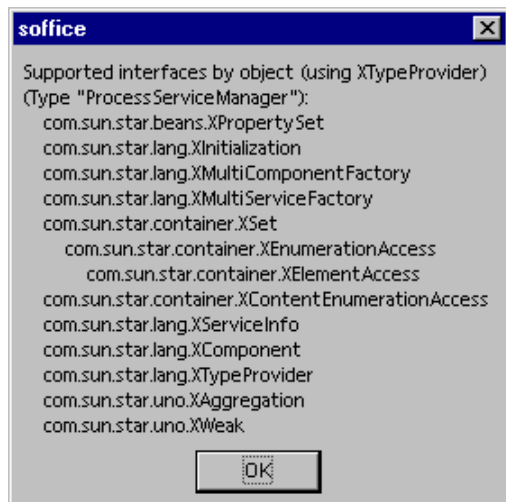 soffice
Supported interfaces by object (using XTypeProvider)
(Type "ProcessServiceManager"):
com.sun.star.beans.XPropertySet
com.sun.star.lang.XInitialization
com.sun.star.lang.XMultiComponentFactory
com.sun.star.lang.XMultiServiceFactory
com.sun.star.container.XSet
com.sun.star.container.XEnumerationAccess
com.sun.star.container.XElementAccess
com.sun.star.container.XContentEnumerationAccess
com.sun.star.lang.XServiceInfo
com.sun.star.lang.XComponent
com.sun.star.lang.XTypeProvider
com.sun.star.uno.XAggregation
com.sun.star.uno.XWeak
OK